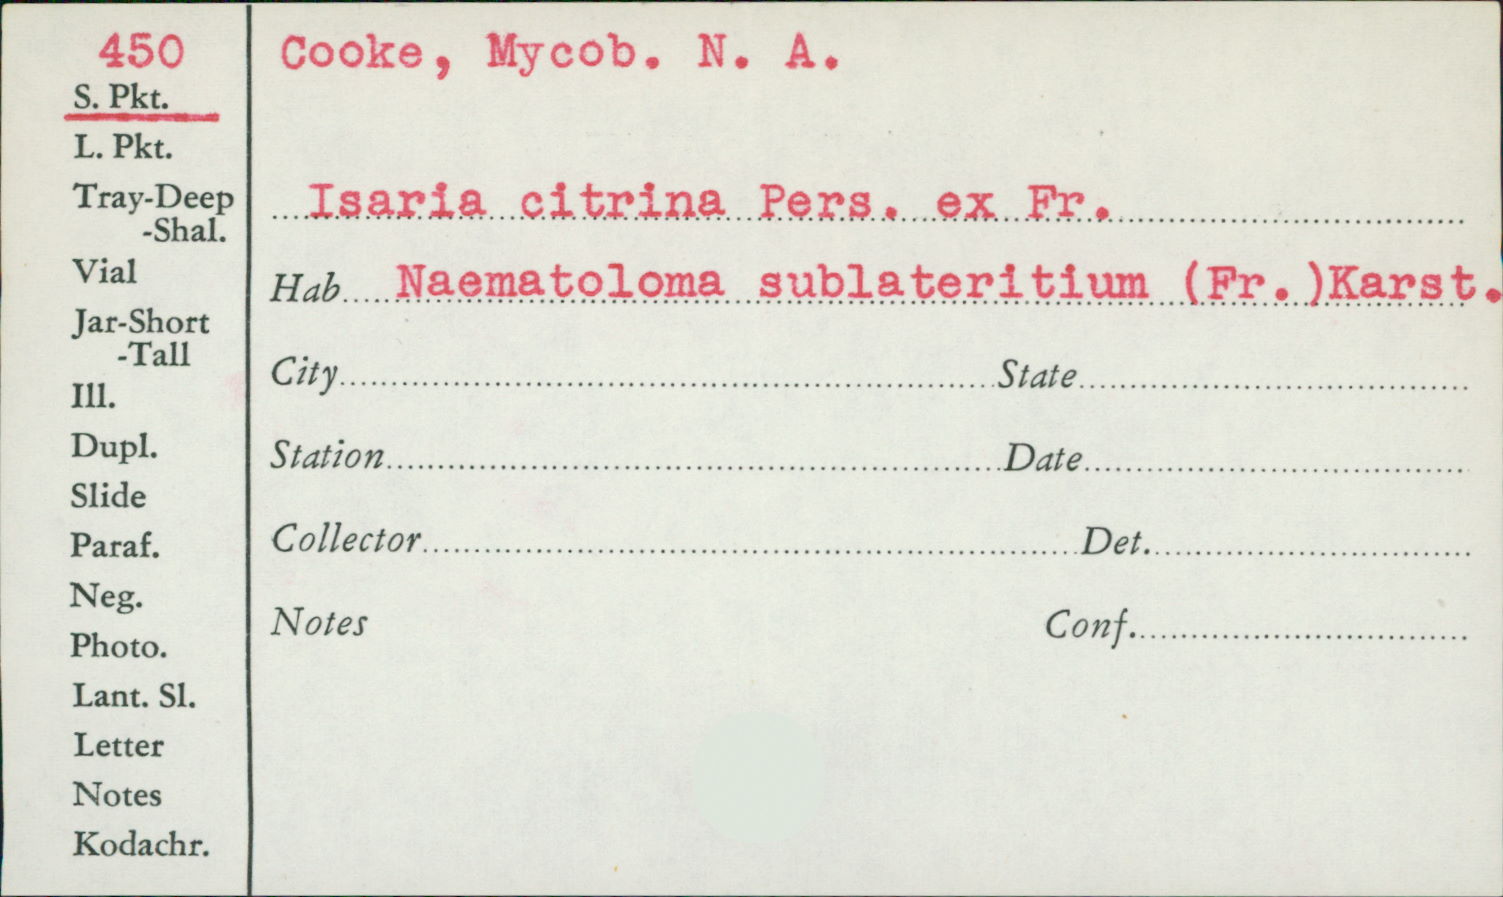 450
S. Pkt.
L. Pkt.
Tray-Deep
-Shal.
Vial
Jar-Short
-Tall
Ill.
Dupl.
Slide
Paraf.
Neg.
Photo.
Lant. Sl.
Letter
Notes
Kodachr.
Cooke, Mycob. N. A.
Isaria citrina Pers. ex Fr.
Hab Naematoloma sublateritium (Fr.)Karst.
City State
Station Date
Collector Det.
Notes Conf.